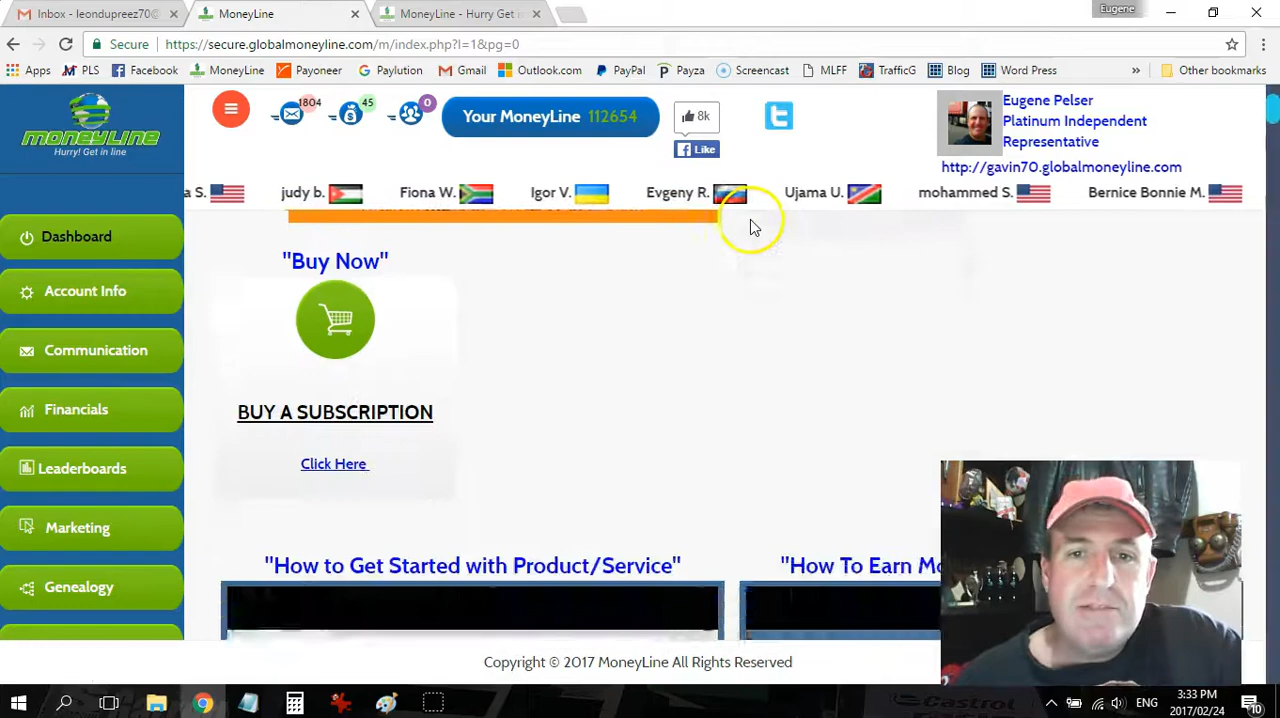 Eugene
Inbox - leondupreez70@
MoneyLine
MoneyLine - Hurry Get in
Secure
https://secure.globalmoneyline.com/m/index.php?l=1&pg=0
Apps
PLS
Facebook
MoneyLine
Payoneer
Paylution
Gmail
Outlook.com
PayPal
Payza
Screencast
MLFF
TrafficG
Blog
Word Press
»
Other bookmarks
MONEYLINE
Hurry! Get in line
1804
45
0
Your MoneyLine 112654
8k
Like
Eugene Pelser
Platinum Independent
Representative
http://gavin70.globalmoneyline.com
a S.
judy b.
Fiona W.
Igor V.
Evgeny R.
Ujama U.
mohammed S.
Bernice Bonnie M.
Dashboard
Account Info
Communication
Financials
Leaderboards
Marketing
Genealogy
"Buy Now"
BUY A SUBSCRIPTION
Click Here
"How to Get Started with Product/Service"
"How To Earn Mo
Copyright © 2017 MoneyLine All Rights Reserved
Castrol
ENG
3:33 PM
2017/02/24
10